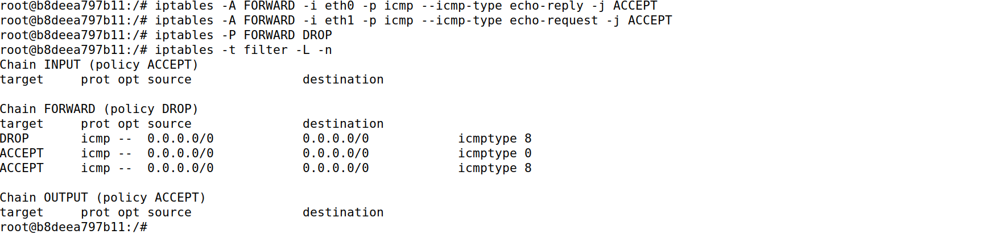 root@b8deea797b11:/# iptables -A FORWARD -i eth0 -p icmp --icmp-type echo-reply -j ACCEPT
root@b8deea797b11:/# iptables -A FORWARD -i eth1 -p icmp --icmp-type echo-request -j ACCEPT
root@b8deea797b11:/# iptables -P FORWARD DROP
root@b8deea797b11:/# iptables -t filter -L -n
Chain INPUT (policy ACCEPT)
target     prot opt source               destination
Chain FORWARD (policy DROP)
target     prot opt source               destination
DROP       icmp --  0.0.0.0/0            0.0.0.0/0            icmptype 8
ACCEPT     icmp --  0.0.0.0/0            0.0.0.0/0            icmptype 0
ACCEPT     icmp --  0.0.0.0/0            0.0.0.0/0            icmptype 8
Chain OUTPUT (policy ACCEPT)
target     prot opt source               destination
root@b8deea797b11:/#